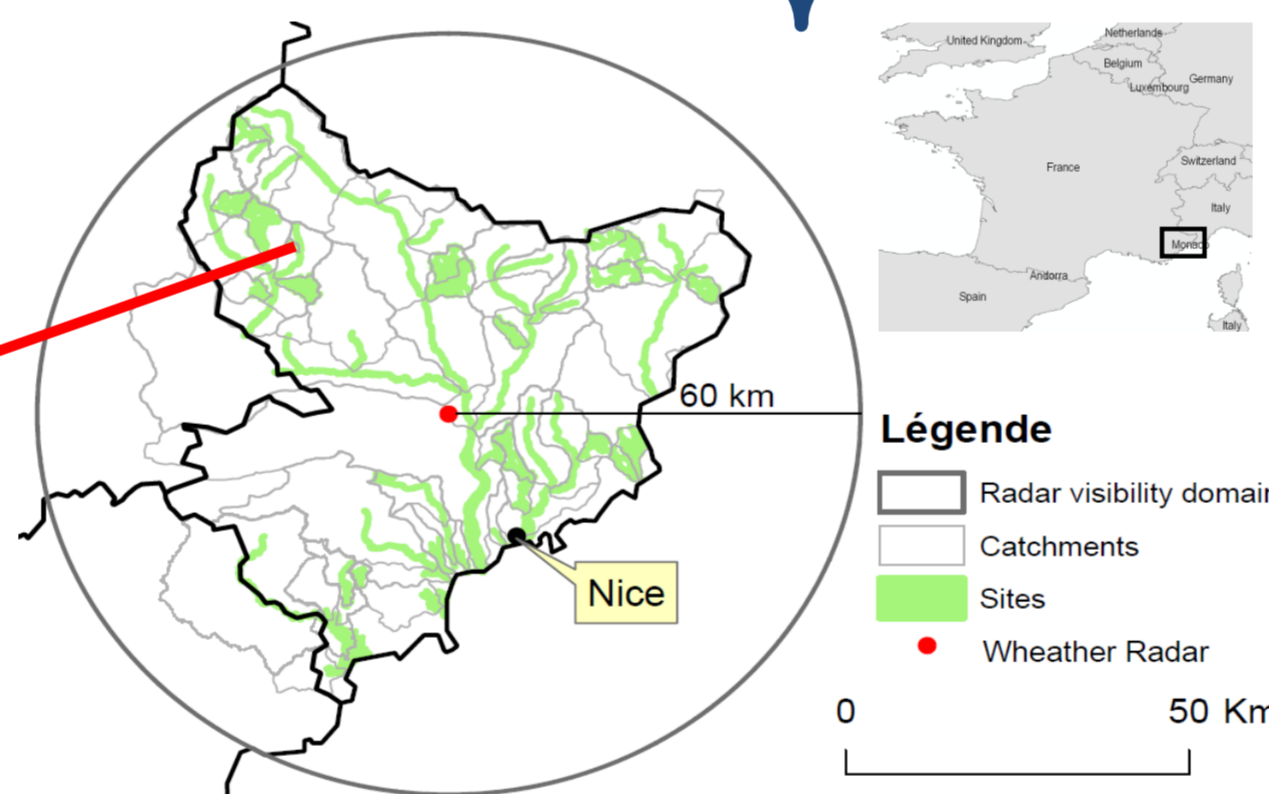 60 km
Nice
United Kingdom
Netherlands
Belgium
Luxembourg
Germany
France
Switzerland
Italy
Monaco
Andorra
Spain
Italy
Légende
Radar visibility domain
Catchments
Sites
Wheather Radar
0 50 Km